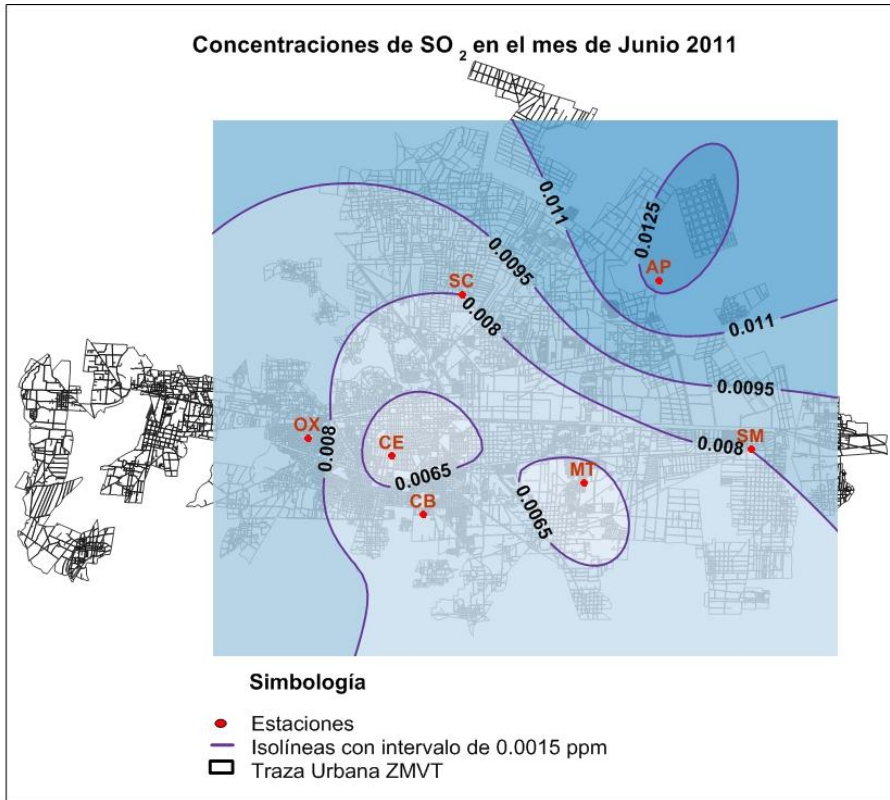 Concentraciones de SO 2 en el mes de Junio 2011
0.011
0.0125
0.0095
AP
SC
0.008
0.011
0.0095
OX
0.008
CE
SM
0.008
0.0065
MT
0.0065
CB
Simbología
Estaciones
Isolíneas con intervalo de 0.0015 ppm
Traza Urbana ZMVT